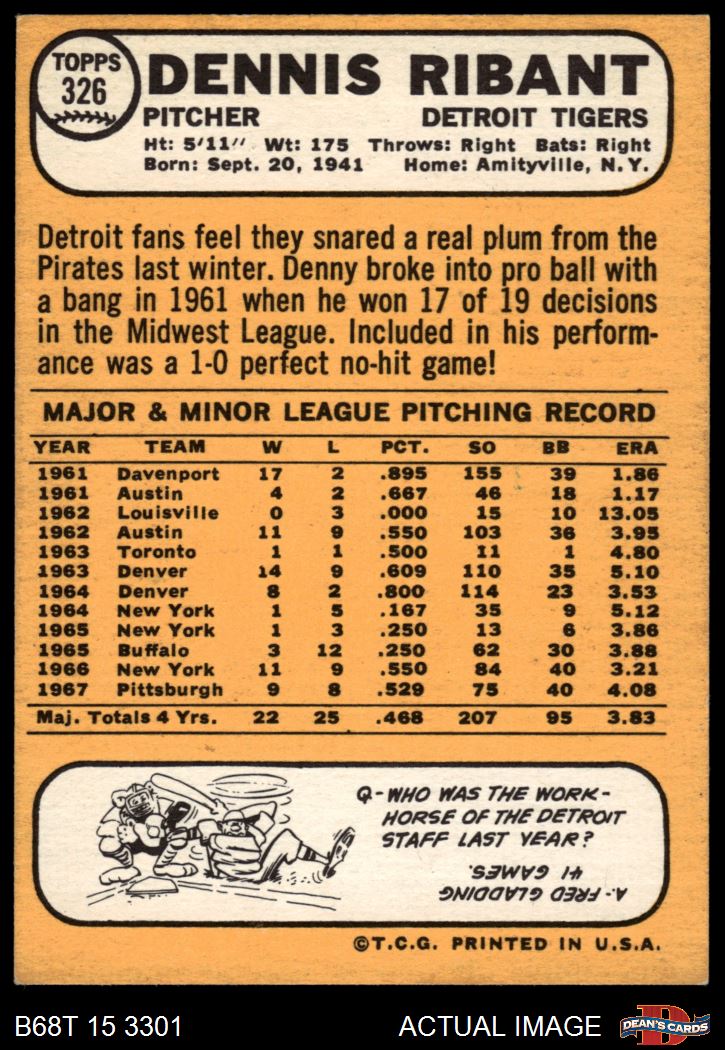 TOPPS
326
DENNIS RIBANT
PITCHER DETROIT TIGERS
Ht: 5'11" Wt: 175 Throws: Right Bats: Right
Born: Sept. 20, 1941 Home: Amityville, N.Y.
Detroit fans feel they snared a real plum from the
Pirates last winter. Denny broke into pro ball with
a bang in 1961 when he won 17 of 19 decisions
in the Midwest League. Included in his perform-
ance was a 1-0 perfect no-hit game!
MAJOR & MINOR LEAGUE PITCHING RECORD
YEAR TEAM W L PCT. SO BB ERA
1961 Davenport 17 2 .895 155 39 1.86
1961 Austin 4 2 .667 46 18 1.17
1962 Louisville 0 3 .000 15 10 13.05
1962 Austin 11 9 .550 103 36 3.95
1963 Toronto 1 1 .500 11 1 4.80
1963 Denver 14 9 .609 110 35 5.10
1964 Denver 8 2 .800 114 23 3.53
1964 New York 1 5 .167 35 9 5.12
1965 New York 1 3 .250 13 6 3.86
1965 Buffalo 3 12 .250 62 30 3.88
1966 New York 11 9 .550 84 40 3.21
1967 Pittsburgh 9 8 .529 75 40 4.08
Maj. Totals 4 Yrs. 22 25 .468 207 95 3.83
Q-WHO WAS THE WORK-
HORSE OF THE DETROIT
STAFF LAST YEAR?
A. FRED GLADDING
41 GAMES.
©T.C.G. PRINTED IN U.S.A.
B68T 15 3301 ACTUAL IMAGE D DEAN'S CARDS